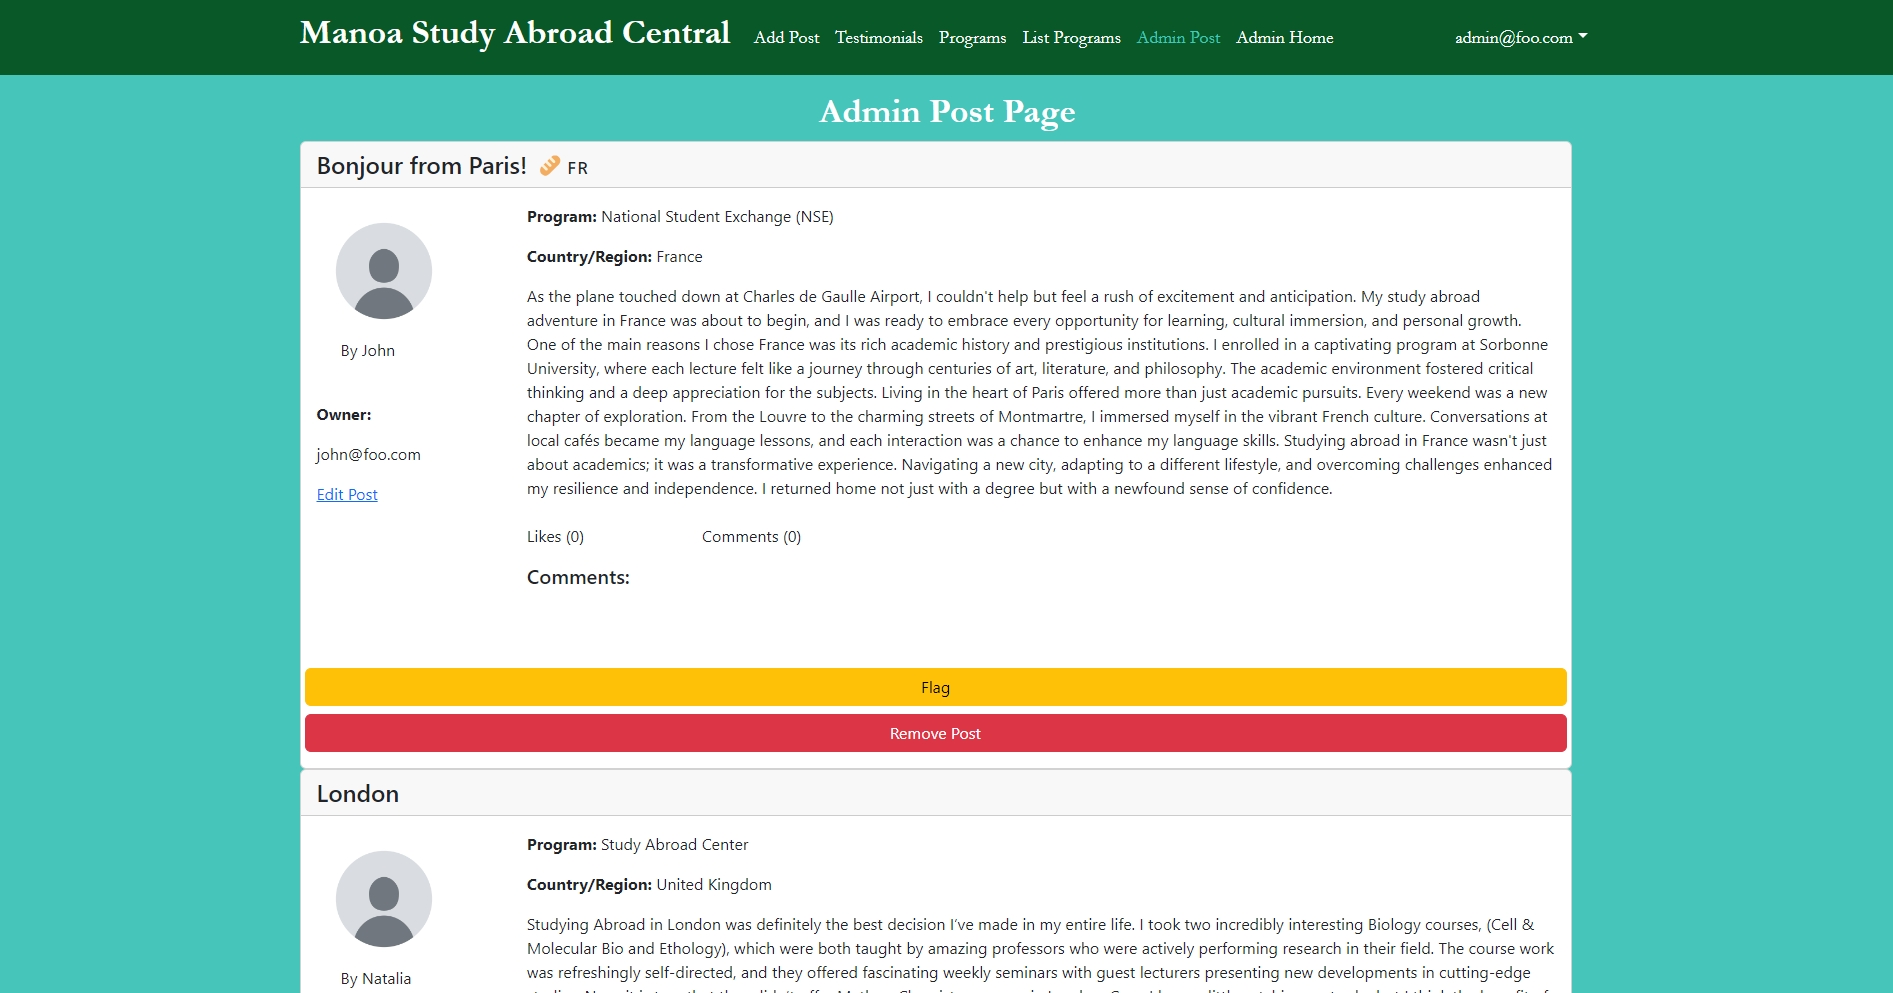 Manoa Study Abroad Central Add Post Testimonials Programs List Programs Admin Post Admin Home admin@foo.com
Admin Post Page
Bonjour from Paris! 🥖 FR
By John
Owner:
john@foo.com
Edit Post
Program: National Student Exchange (NSE)
Country/Region: France
As the plane touched down at Charles de Gaulle Airport, I couldn't help but feel a rush of excitement and anticipation. My study abroad
adventure in France was about to begin, and I was ready to embrace every opportunity for learning, cultural immersion, and personal growth.
One of the main reasons I chose France was its rich academic history and prestigious institutions. I enrolled in a captivating program at Sorbonne
University, where each lecture felt like a journey through centuries of art, literature, and philosophy. The academic environment fostered critical
thinking and a deep appreciation for the subjects. Living in the heart of Paris offered more than just academic pursuits. Every weekend was a new
chapter of exploration. From the Louvre to the charming streets of Montmartre, I immersed myself in the vibrant French culture. Conversations at
local cafés became my language lessons, and each interaction was a chance to enhance my language skills. Studying abroad in France wasn't just
about academics; it was a transformative experience. Navigating a new city, adapting to a different lifestyle, and overcoming challenges enhanced
my resilience and independence. I returned home not just with a degree but with a newfound sense of confidence.
Likes (0) Comments (0)
Comments:
Flag
Remove Post
London
By Natalia
Program: Study Abroad Center
Country/Region: United Kingdom
Studying Abroad in London was definitely the best decision I've made in my entire life. I took two incredibly interesting Biology courses, (Cell &
Molecular Bio and Ethology), which were both taught by amazing professors who were actively performing research in their field. The course work
was refreshingly self-directed, and they offered fascinating weekly seminars with guest lecturers presenting new developments in cutting-edge